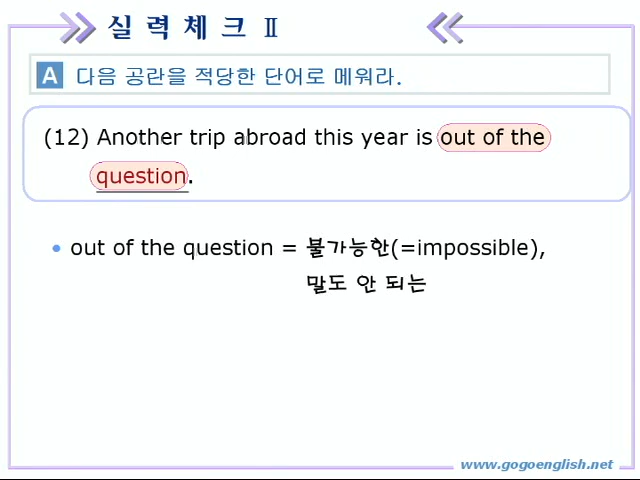 실력체크 Ⅱ
A 다음 공란을 적당한 단어로 메워라.
(12) Another trip abroad this year is out of the
question.
• out of the question = 불가능한(=impossible),
말도 안 되는
www.gogoenglish.net